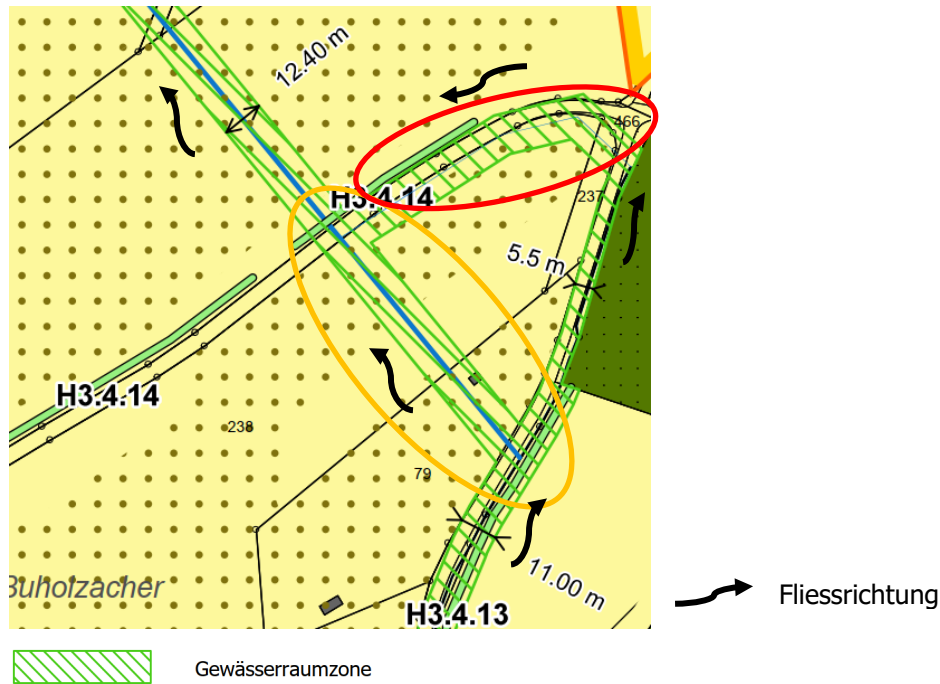 12.40 m
466
H3.4.14
237
5.5 m
H3.4.14
238
79
Buholzacher
11.00 m
H3.4.13
Fliessrichtung
Gewässerraumzone